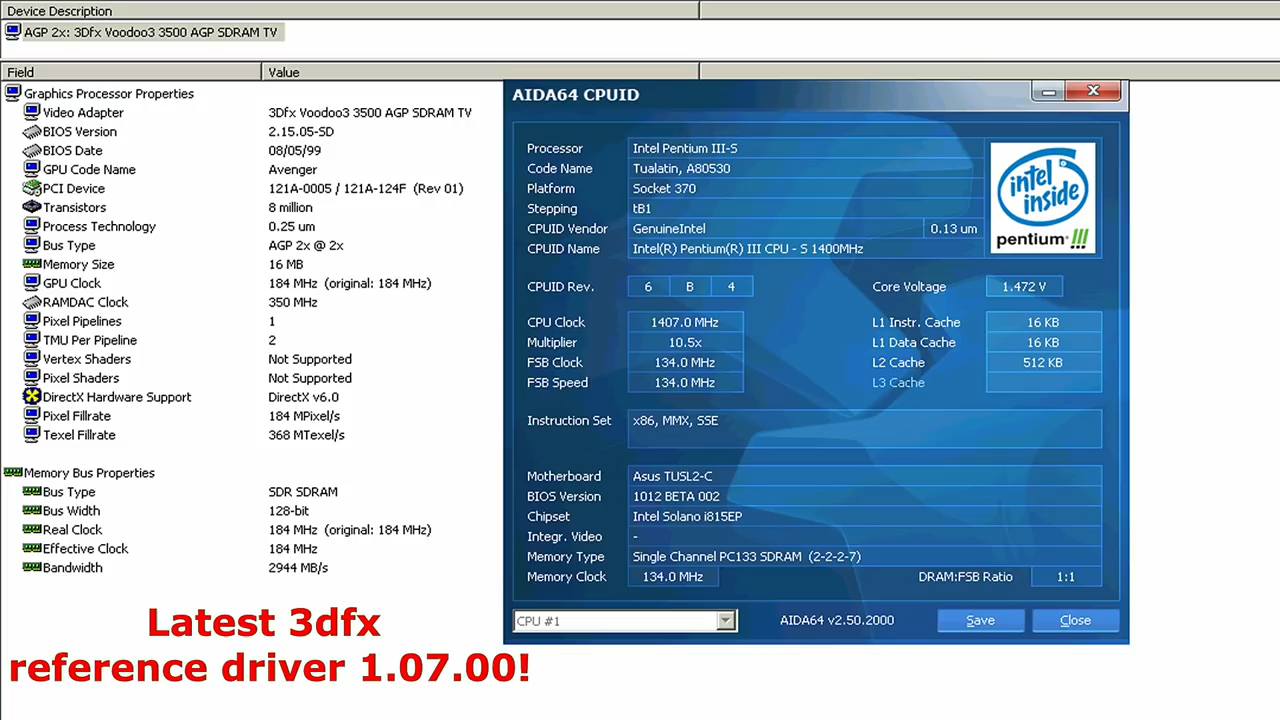 Device Description
AGP 2x: 3Dfx Voodoo3 3500 AGP SDRAM TV
Field Value
Graphics Processor Properties
Video Adapter 3Dfx Voodoo3 3500 AGP SDRAM TV
BIOS Version 2.15.05-SD
BIOS Date 08/05/99
GPU Code Name Avenger
PCI Device 121A-0005 / 121A-124F (Rev 01)
Transistors 8 million
Process Technology 0.25 um
Bus Type AGP 2x @ 2x
Memory Size 16 MB
GPU Clock 184 MHz (original: 184 MHz)
RAMDAC Clock 350 MHz
Pixel Pipelines 1
TMU Per Pipeline 2
Vertex Shaders Not Supported
Pixel Shaders Not Supported
DirectX Hardware Support DirectX v6.0
Pixel Fillrate 184 MPixel/s
Texel Fillrate 368 MTexel/s
Memory Bus Properties
Bus Type SDR SDRAM
Bus Width 128-bit
Real Clock 184 MHz (original: 184 MHz)
Effective Clock 184 MHz
Bandwidth 2944 MB/s
Latest 3dfx
reference driver 1.07.00!
AIDA64 CPUID
Processor Intel Pentium III-S
Code Name Tualatin, A80530
Platform Socket 370
Stepping tB1
CPUID Vendor GenuineIntel 0.13 um
CPUID Name Intel(R) Pentium(R) III CPU - S 1400MHz
intel
inside
pentium III
CPUID Rev. 6 B 4 Core Voltage 1.472 V
CPU Clock 1407.0 MHz L1 Instr. Cache 16 KB
Multiplier 10.5x L1 Data Cache 16 KB
FSB Clock 134.0 MHz L2 Cache 512 KB
FSB Speed 134.0 MHz L3 Cache
Instruction Set x86, MMX, SSE
Motherboard Asus TUSL2-C
BIOS Version 1012 BETA 002
Chipset Intel Solano i815EP
Integr. Video -
Memory Type Single Channel PC133 SDRAM (2-2-2-7)
Memory Clock 134.0 MHz DRAM:FSB Ratio 1:1
CPU #1 AIDA64 v2.50.2000 Save Close